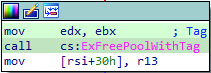 mov edx, ebx ; Tag
call cs:ExFreePoolWithTag
mov [rsi+30h], r13